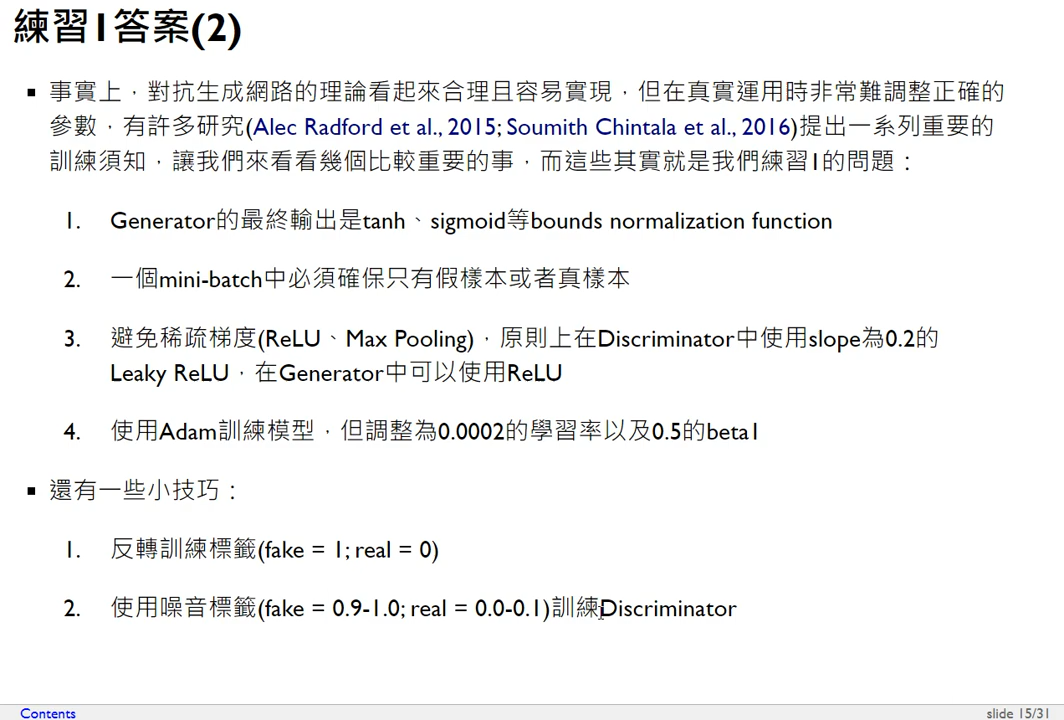 練習1答案(2)
事實上，對抗生成網路的理論看起來合理且容易實現，但在真實運用時非常難調整正確的
參數，有許多研究(Alec Radford et al., 2015; Soumith Chintala et al., 2016)提出一系列重要的
訓練須知，讓我們來看看幾個比較重要的事，而這些其實就是我們練習1的問題：
1. Generator的最終輸出是tanh、sigmoid等bounds normalization function
2. 一個mini-batch中必須確保只有假樣本或者真樣本
3. 避免稀疏梯度(ReLU、Max Pooling)，原則上在Discriminator中使用slope為0.2的
Leaky ReLU，在Generator中可以使用ReLU
4. 使用Adam訓練模型，但調整為0.0002的學習率以及0.5的beta1
還有一些小技巧：
1. 反轉訓練標籤(fake = 1; real = 0)
2. 使用噪音標籤(fake = 0.9-1.0; real = 0.0-0.1)訓練Discriminator
Contents
slide 15/31